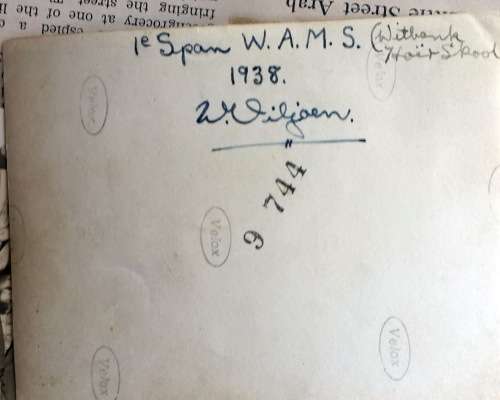 1e Span W. A. M. S. (Witbank
Hoër Skool
1938.
W. Viljoen.
9 744
Velox
Velox
Velox
Velox
Velox